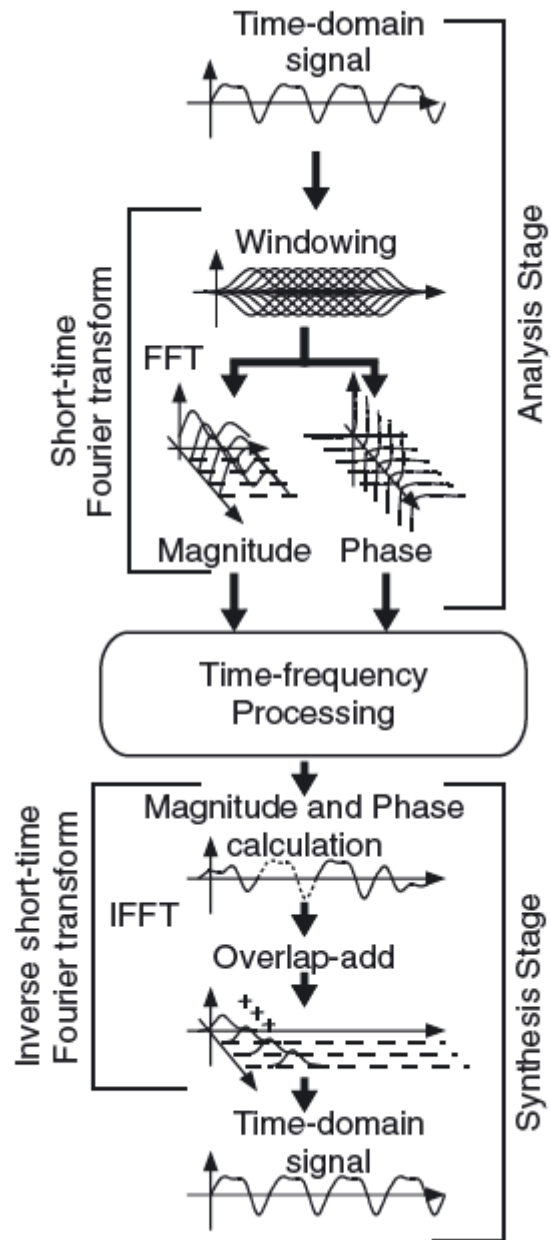 Time-domain
signal
Windowing
FFT
Magnitude
Phase
Short-time
Fourier transform
Analysis Stage
Time-frequency
Processing
Magnitude and Phase
calculation
IFFT
Overlap-add
Inverse short-time
Fourier transform
Time-domain
signal
Synthesis Stage